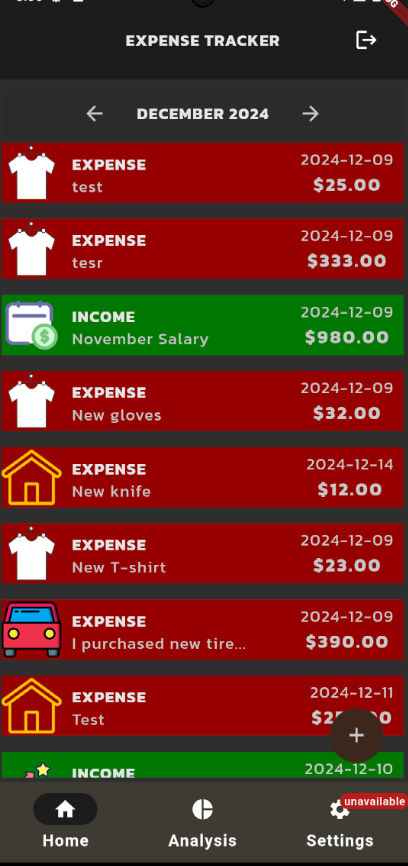 EXPENSE TRACKER
DECEMBER 2024
EXPENSE 2024-12-09
test $25.00
EXPENSE 2024-12-09
tesr $333.00
INCOME 2024-12-09
November Salary $980.00
EXPENSE 2024-12-09
New gloves $32.00
EXPENSE 2024-12-14
New knife $12.00
EXPENSE 2024-12-09
New T-shirt $23.00
EXPENSE 2024-12-09
I purchased new tire... $390.00
EXPENSE 2024-12-11
Test
INCOME 2024-12-10
unavailable
Home Analysis Settings